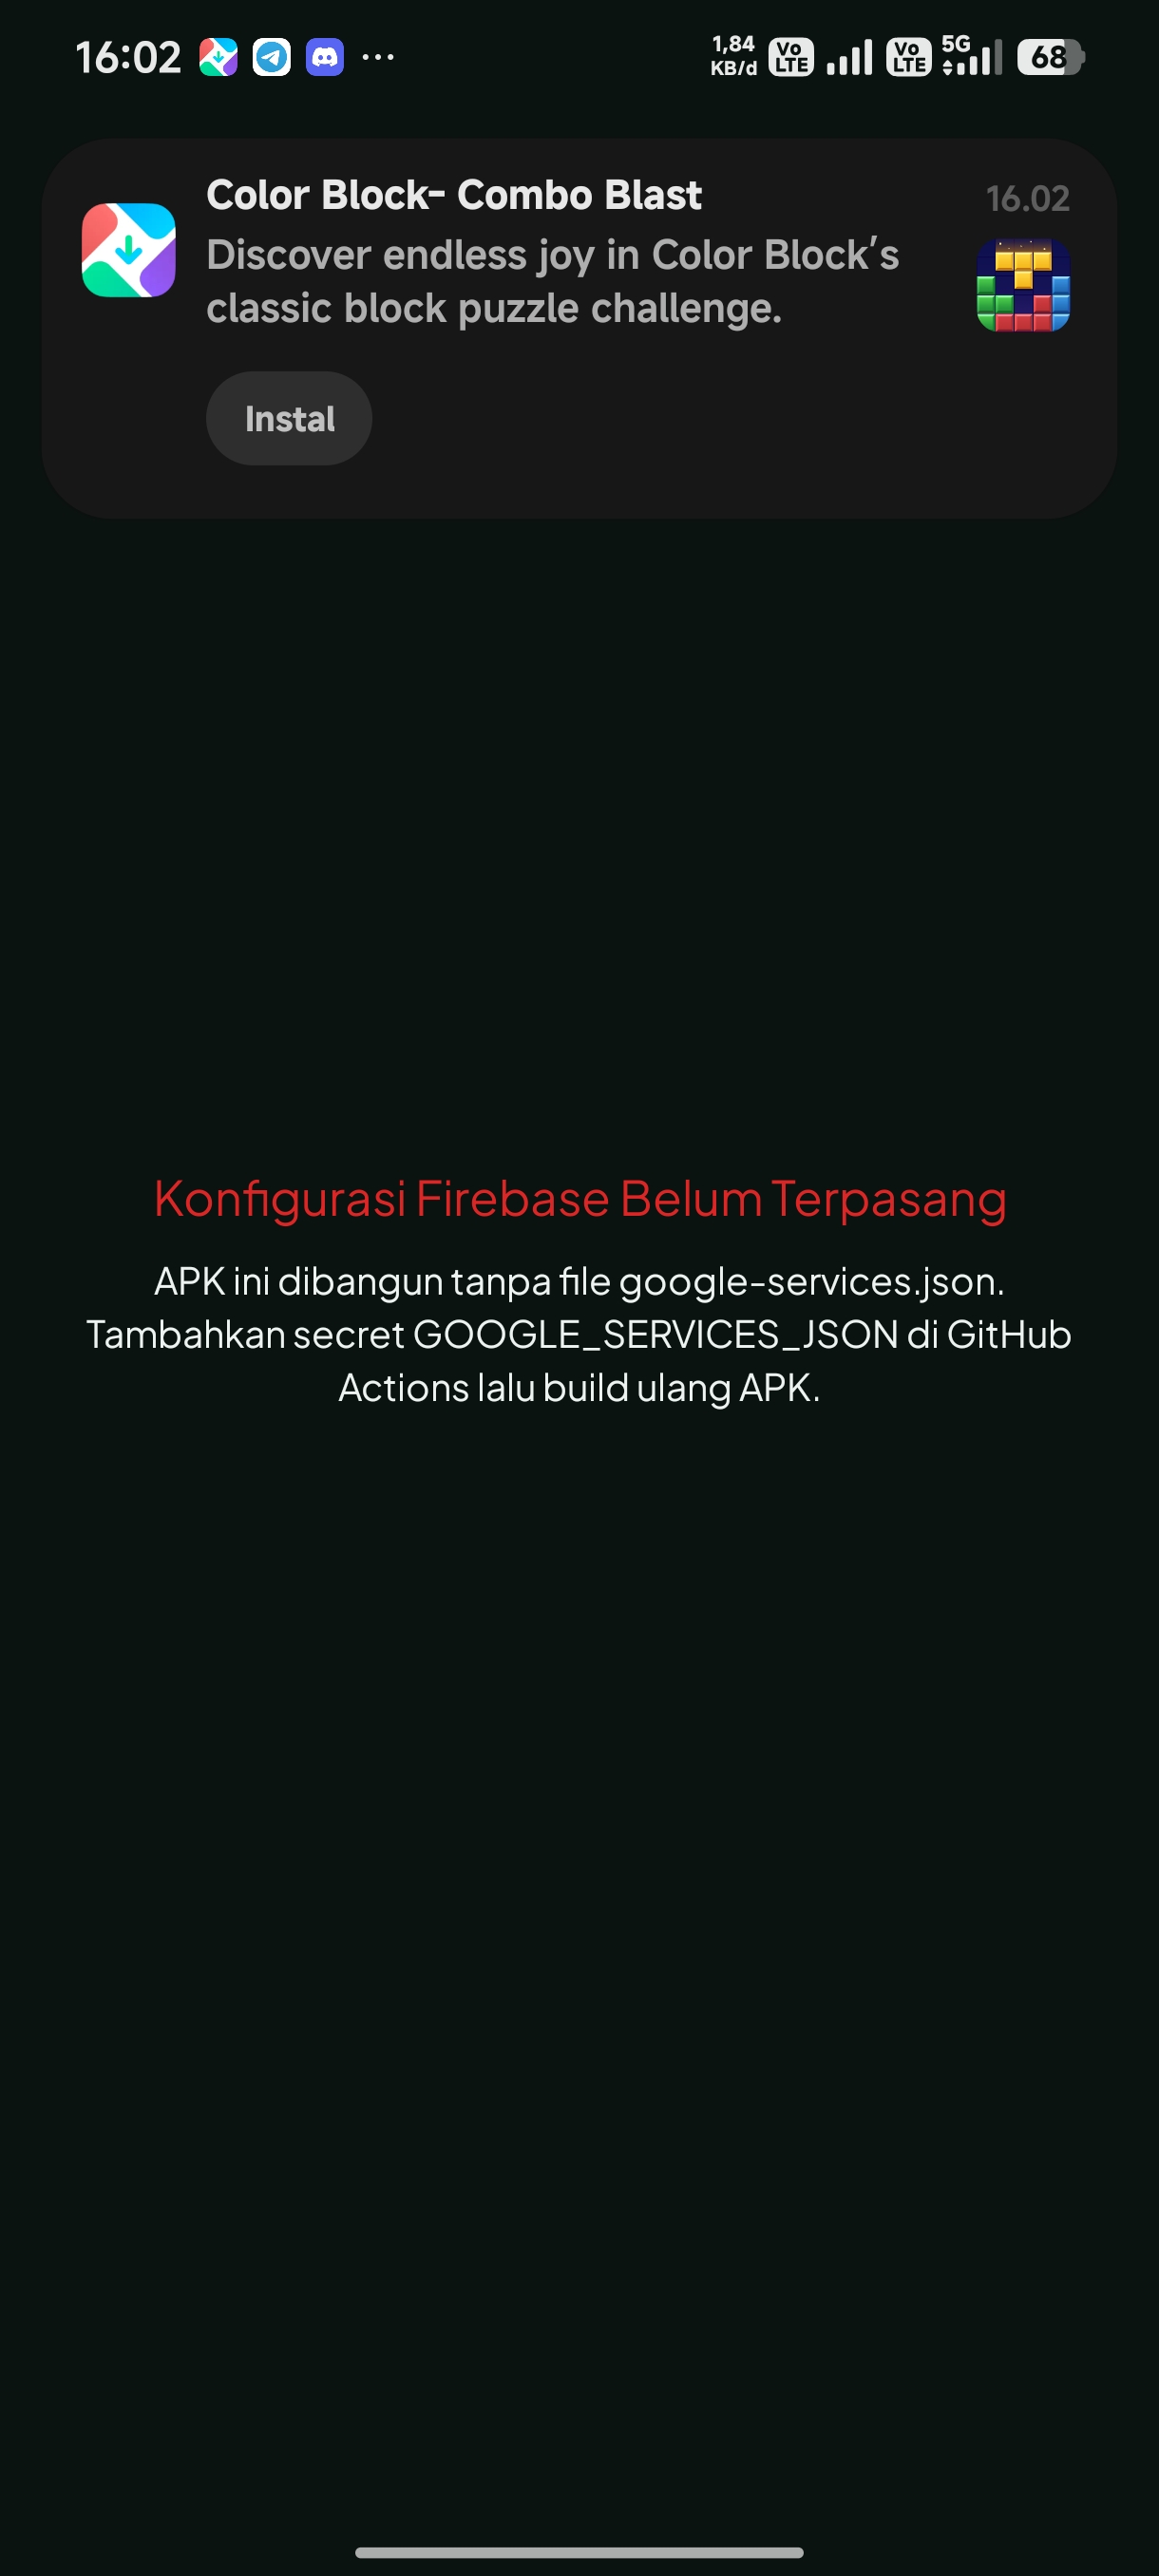 16:02
1,84
KB/d
Vo
LTE
Vo
LTE
5G
68
Color Block- Combo Blast
16.02
Discover endless joy in Color Block's
classic block puzzle challenge.
Instal
Konfigurasi Firebase Belum Terpasang
APK ini dibangun tanpa file google-services.json.
Tambahkan secret GOOGLE_SERVICES_JSON di GitHub
Actions lalu build ulang APK.